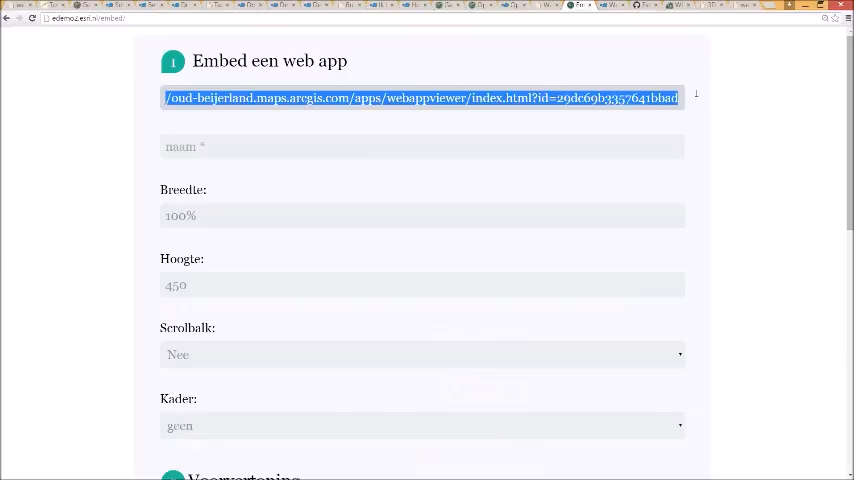 edemo2.esri.nl/embed/
1 Embed een web app
/oud-beijerland.maps.arcgis.com/apps/webappviewer/index.html?id=29dc69b3357641bbad
naam *
Breedte:
100%
Hoogte:
450
Scrolbalk:
Nee
Kader:
geen
Voorvertoning